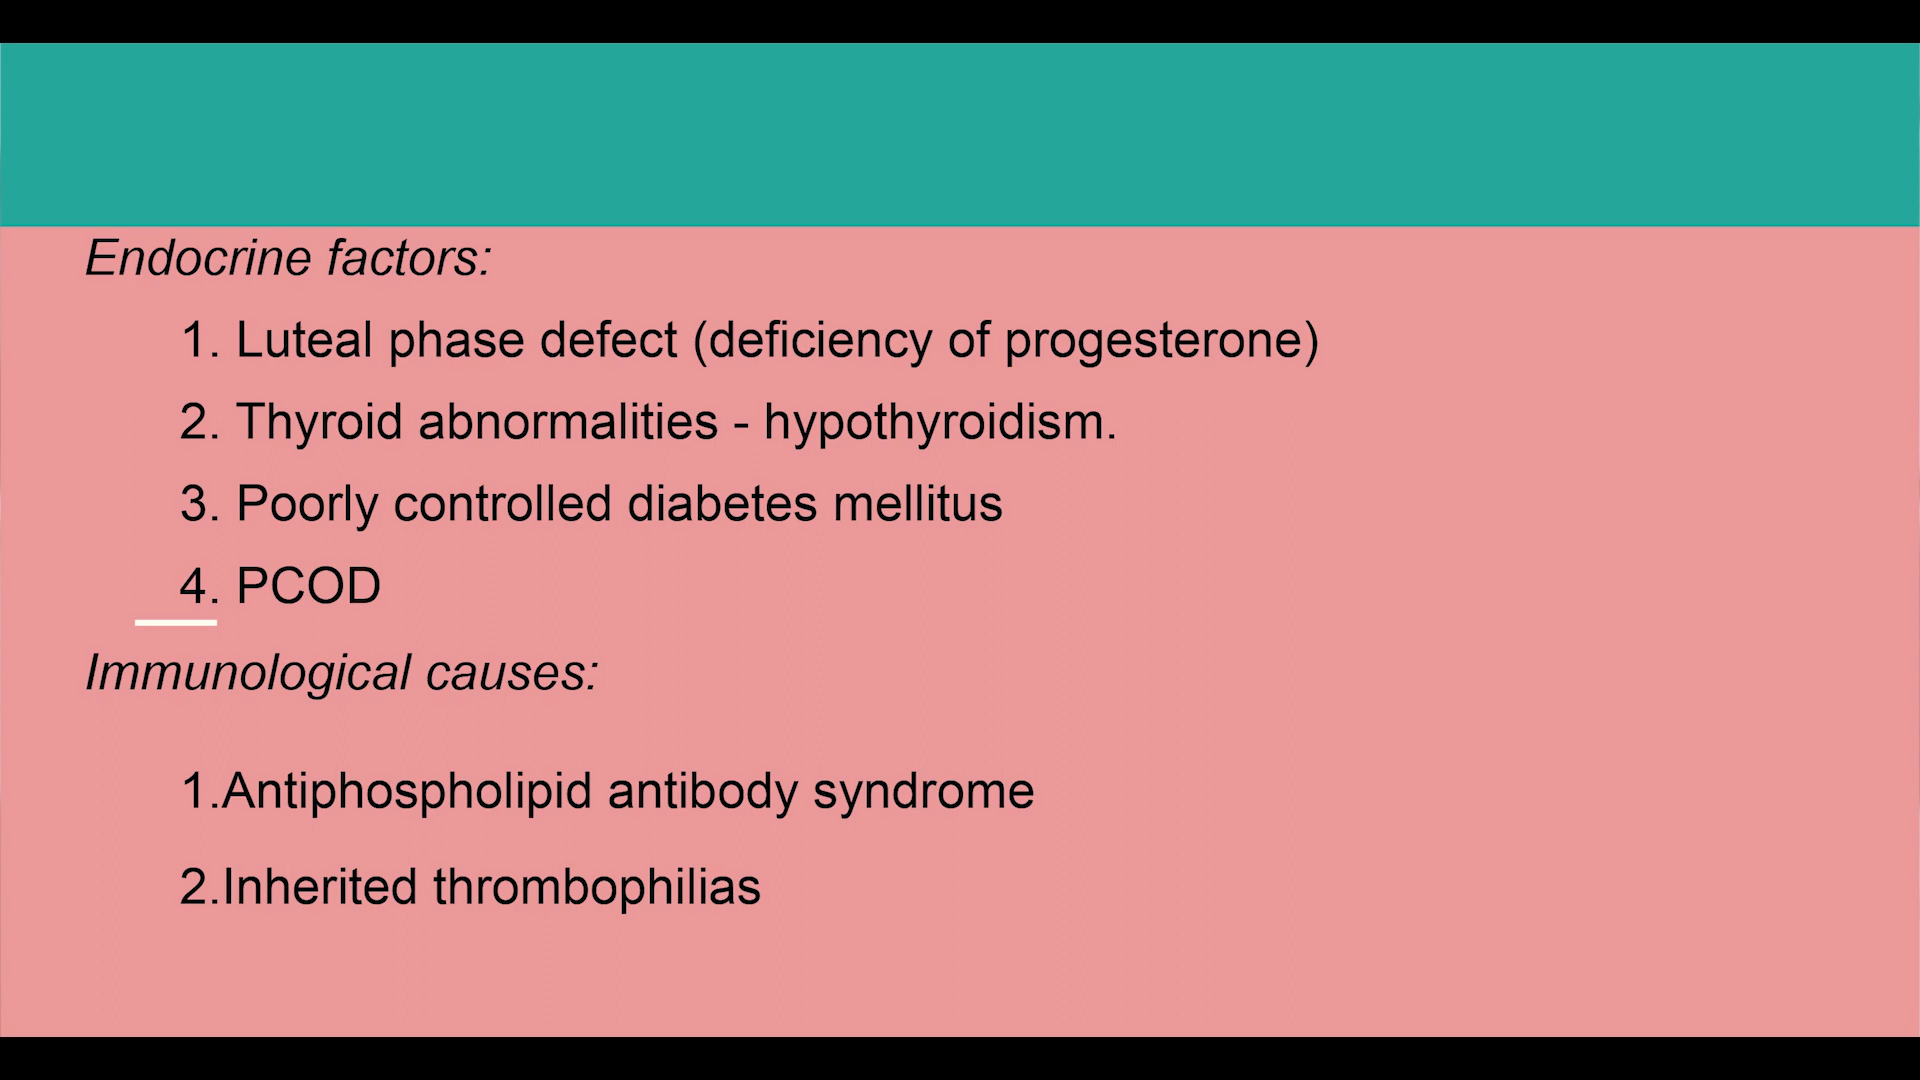 Endocrine factors:
1. Luteal phase defect (deficiency of progesterone)
2. Thyroid abnormalities - hypothyroidism.
3. Poorly controlled diabetes mellitus
4. PCOD
Immunological causes:
1.Antiphospholipid antibody syndrome
2.Inherited thrombophilias